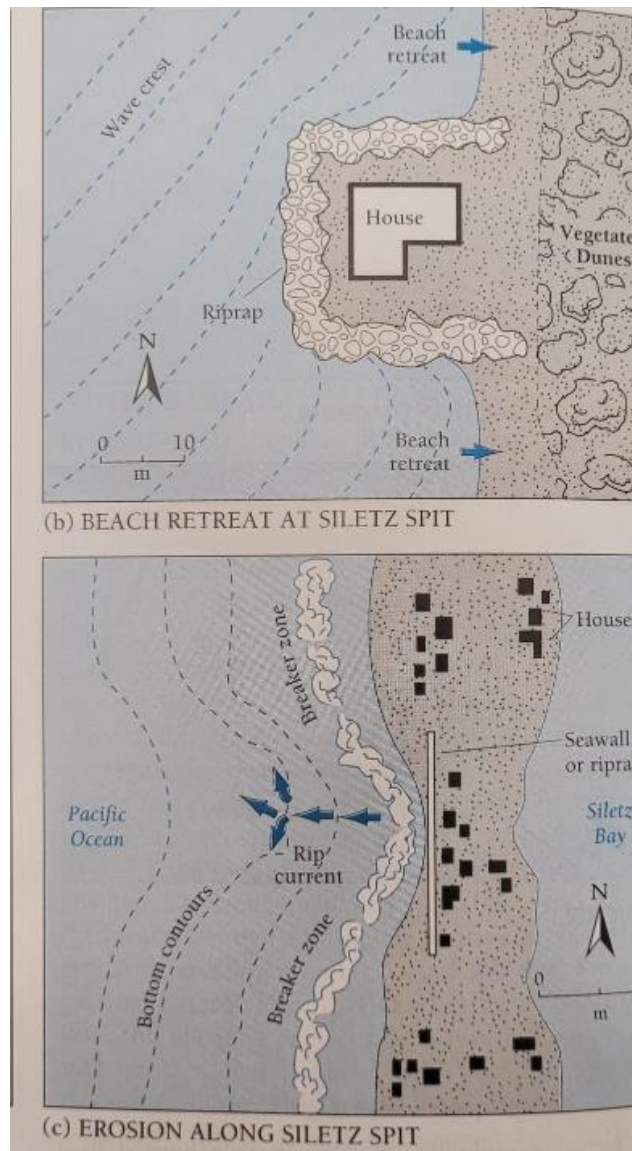 Beach
retreat
Wave crest
House
Vegetate
Dunes
Riprap
N
0 10
m
Beach
retreat
(b) BEACH RETREAT AT SILETZ SPIT
Breaker zone
House
Seawall
or ripra
Pacific
Ocean
Siletz
Bay
Rip
current
N
Bottom contours
Breaker zone
0
m
(c) EROSION ALONG SILETZ SPIT